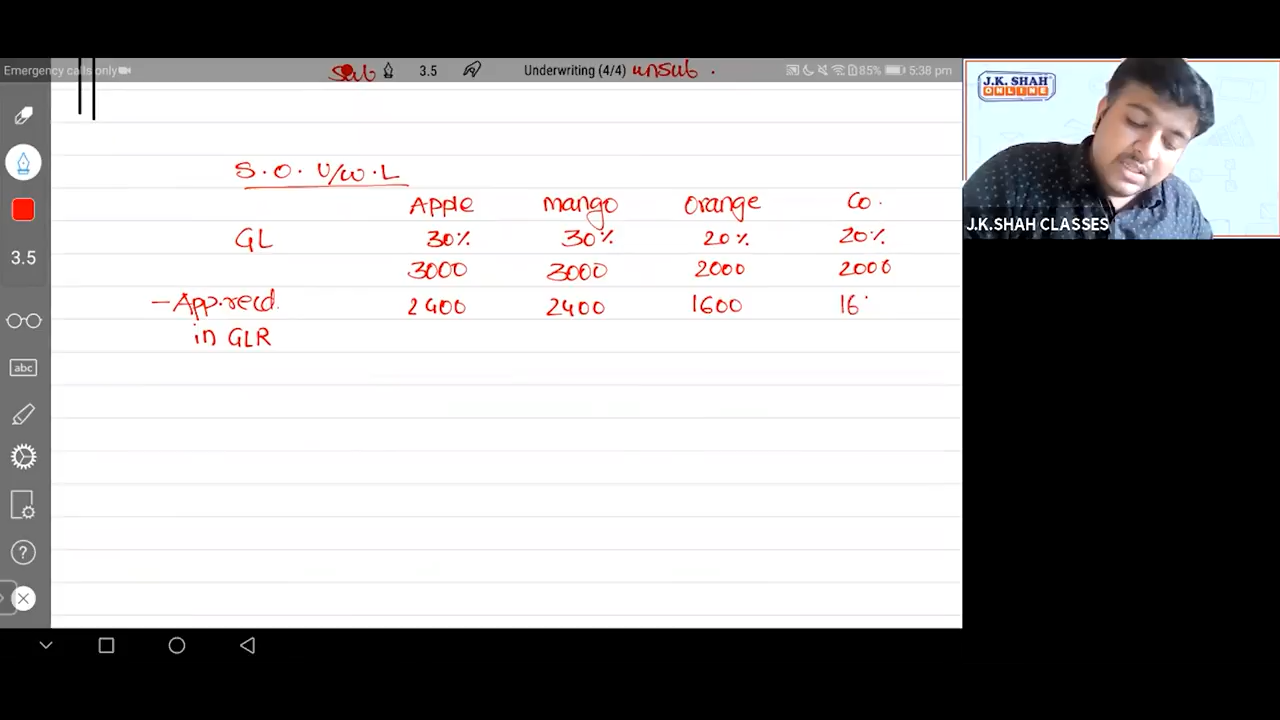 Emergency calls only
sub 3.5 Underwriting (4/4) unsub. 85% 5:38 pm
J.K. SHAH
ONLINE
S.O. U/W.L
Apple mango orange Co.
GL 30% 30% 20% 20%
3000 3000 2000 2000
- App. recd. 2400 2400 1600 16
in GLR
J.K.SHAH CLASSES
3.5
abc